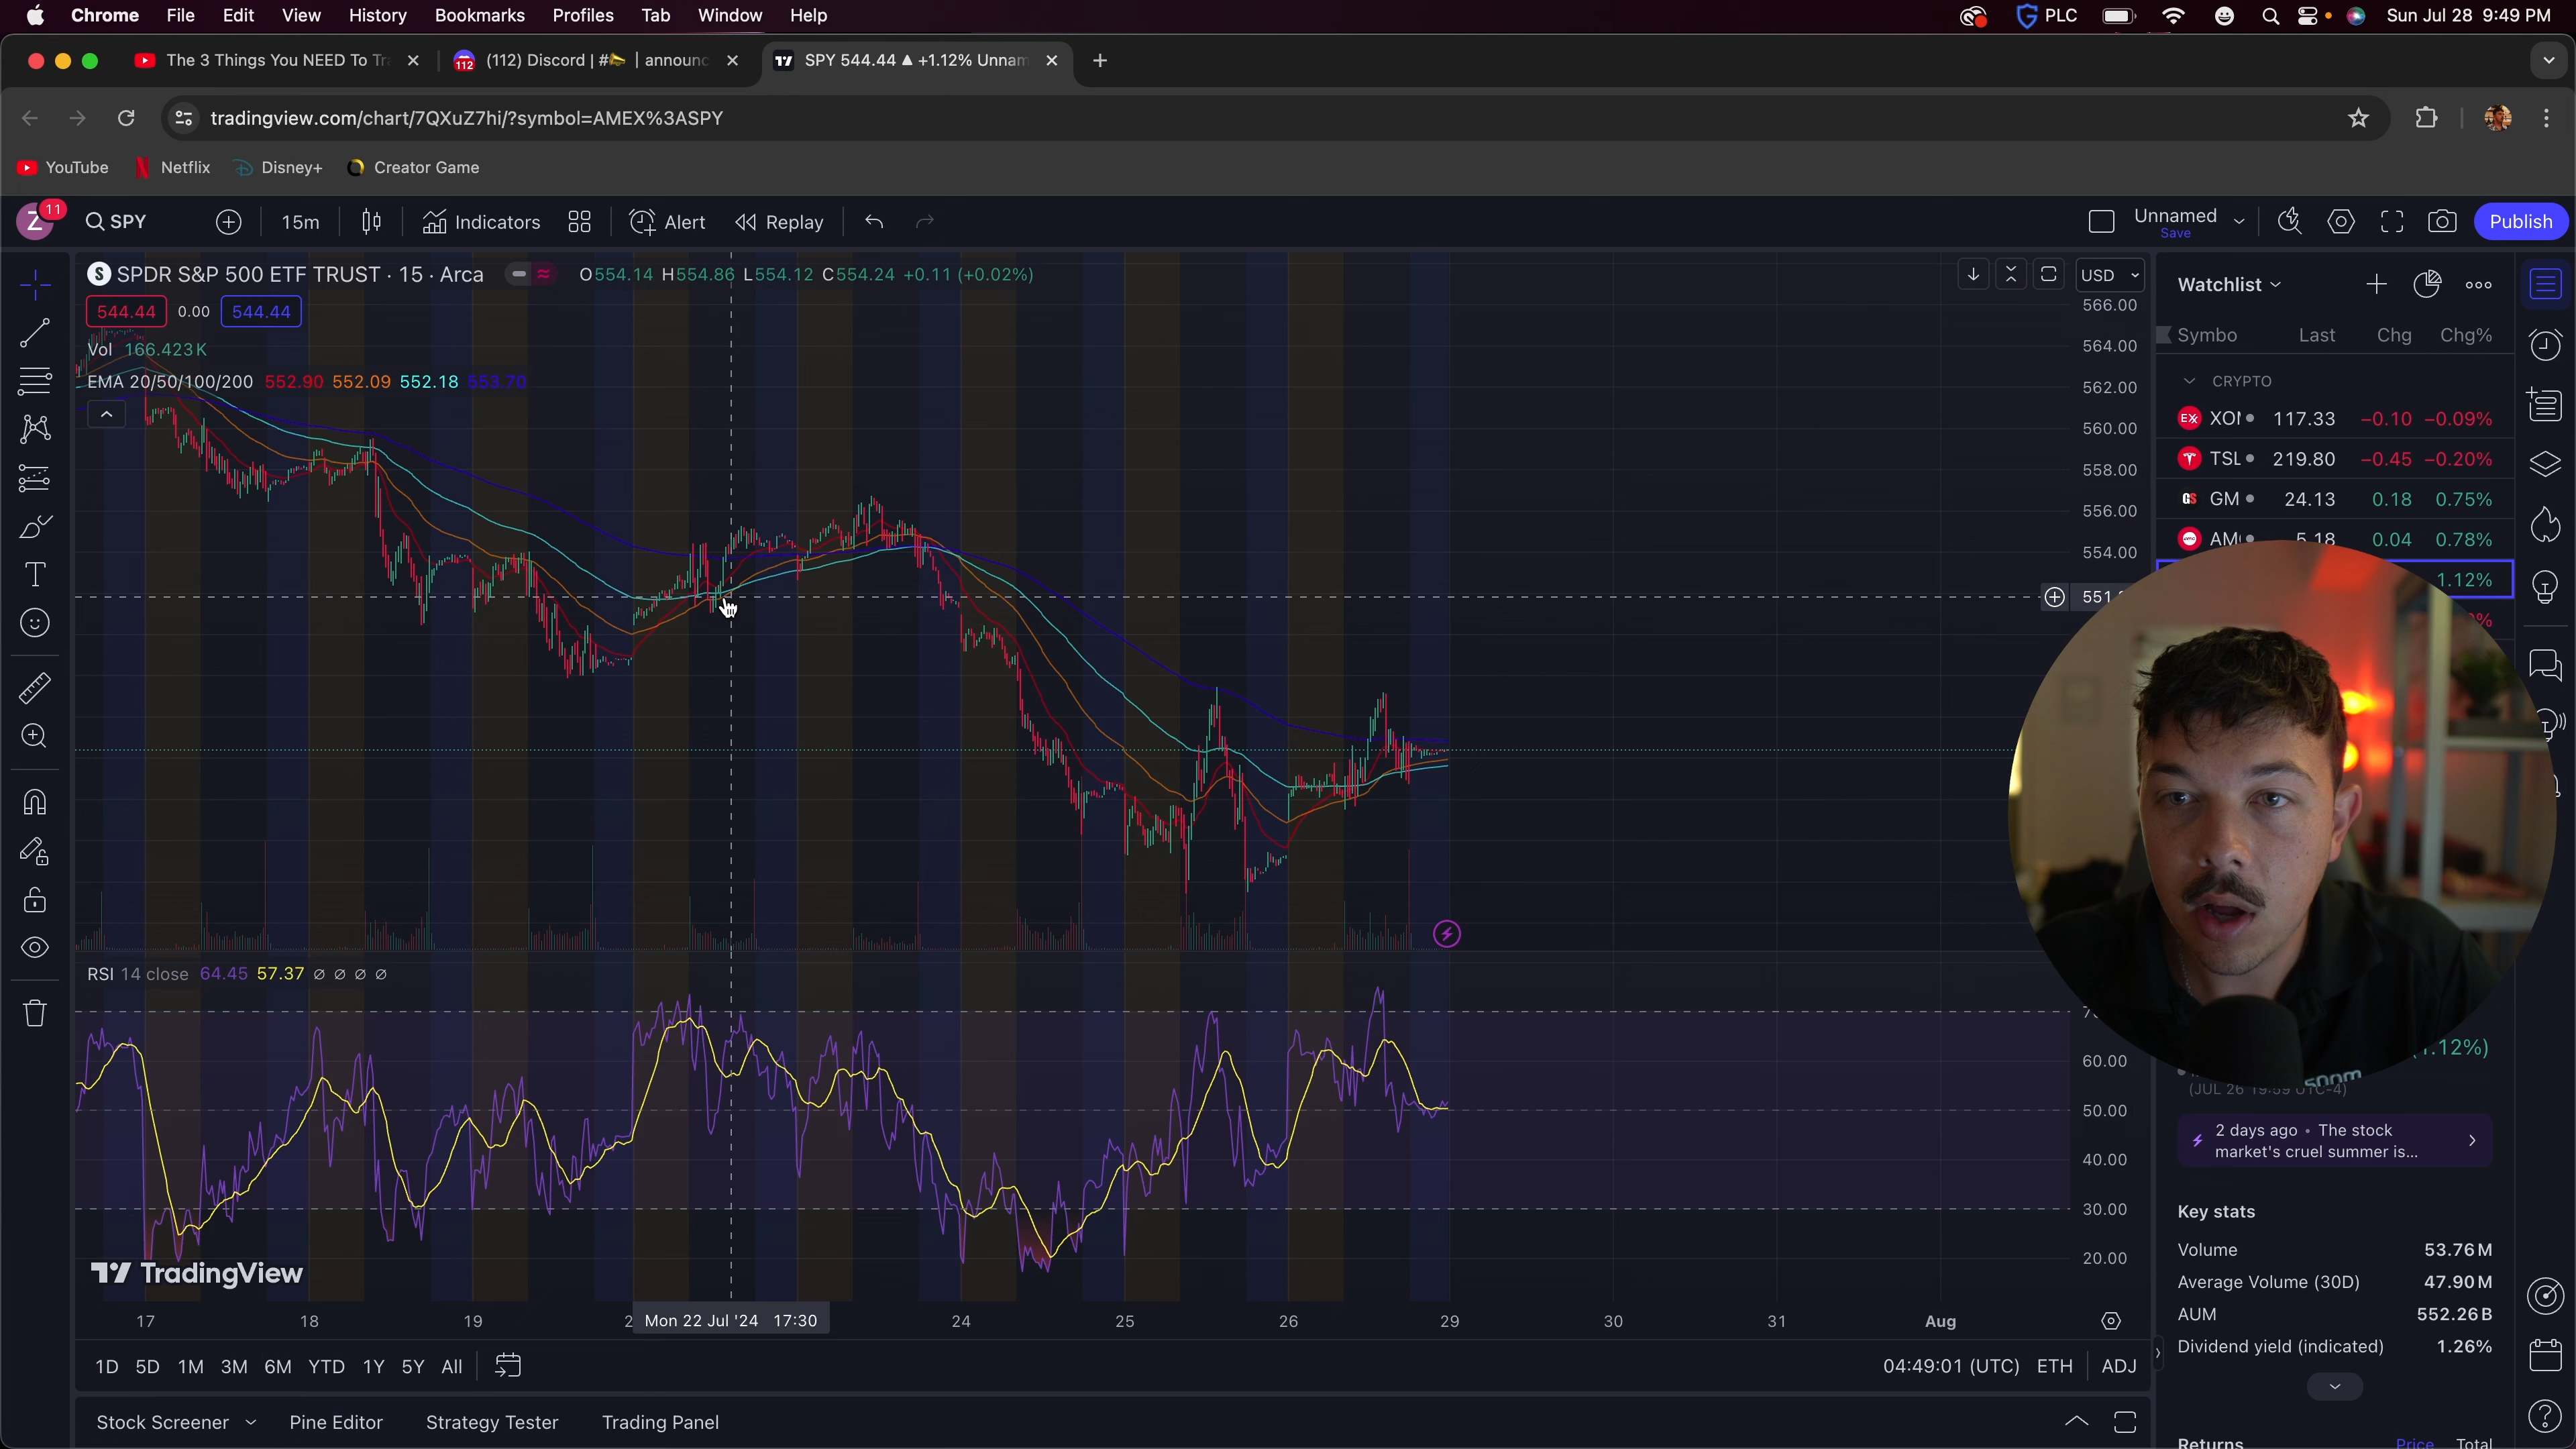 Chrome File Edit View History Bookmarks Profiles Tab Window Help PLC Sun Jul 28 9:49 PM
The 3 Things You NEED To Tr 112 (112) Discord | # | announc SPY 544.44 ▲ +1.12% Unnam
tradingview.com/chart/7QXuZ7hi/?symbol=AMEX%3ASPY
YouTube Netflix Disney+ Creator Game
Z 11 SPY 15m Indicators Alert Replay Unnamed Save Publish
S SPDR S&P 500 ETF TRUST · 15 · Arca O554.14 H554.86 L554.12 C554.24 +0.11 (+0.02%) USD
544.44 0.00 544.44
Vol 166.423K
EMA 20/50/100/200 552.90 552.09 552.18 553.70
566.00
564.00
562.00
560.00
558.00
556.00
554.00
551.
Watchlist
Symbo Last Chg Chg%
CRYPTO
XO 117.33 −0.10 −0.09%
TSL 219.80 −0.45 −0.20%
GM 24.13 0.18 0.75%
AM 5.18 0.04 0.78%
1.12%
RSI 14 close 64.45 57.37 ∅ ∅ ∅ ∅
60.00
50.00
40.00
30.00
20.00
TradingView
17 18 19 2 Mon 22 Jul '24 17:30 24 25 26 29 30 31 Aug
1D 5D 1M 3M 6M YTD 1Y 5Y All 04:49:01 (UTC) ETH ADJ
Stock Screener Pine Editor Strategy Tester Trading Panel
1.12%)
(JUL 26 19:59 UTC-4)
2 days ago • The stock
market's cruel summer is...
Key stats
Volume 53.76M
Average Volume (30D) 47.90M
AUM 552.26B
Dividend yield (indicated) 1.26%
Returns Price Total